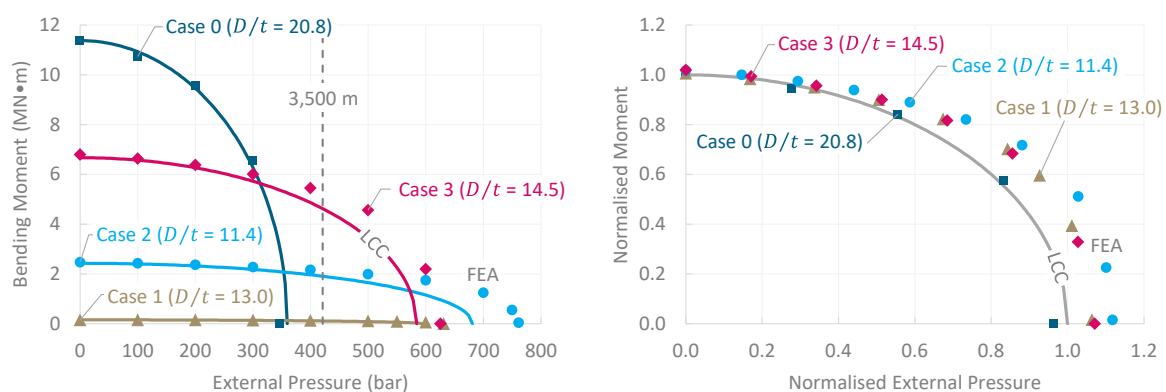 12
10
8
6
4
2
0
Bending Moment (MN•m)
0
100
200
300
400
500
600
700
800
External Pressure (bar)
Case 0 (D/t = 20.8)
3,500 m
Case 3 (D/t = 14.5)
Case 2 (D/t = 11.4)
LCC
FEA
Case 1 (D/t = 13.0)
1.2
1.0
0.8
0.6
0.4
0.2
0.0
Normalised Moment
0.0
0.2
0.4
0.6
0.8
1.0
1.2
Normalised External Pressure
Case 3 (D/t = 14.5)
Case 2 (D/t = 11.4)
Case 1 (D/t = 13.0)
Case 0 (D/t = 20.8)
FEA
LCC